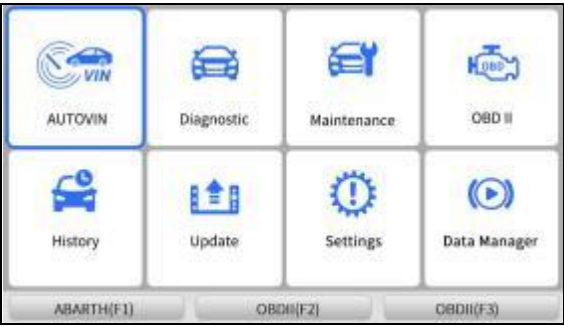 VIN
OBD
AUTOVIN
Diagnostic
Maintenance
OBD II
History
Update
Settings
Data Manager
ABARTH(F1)
OBDII(F2)
OBDII(F3)